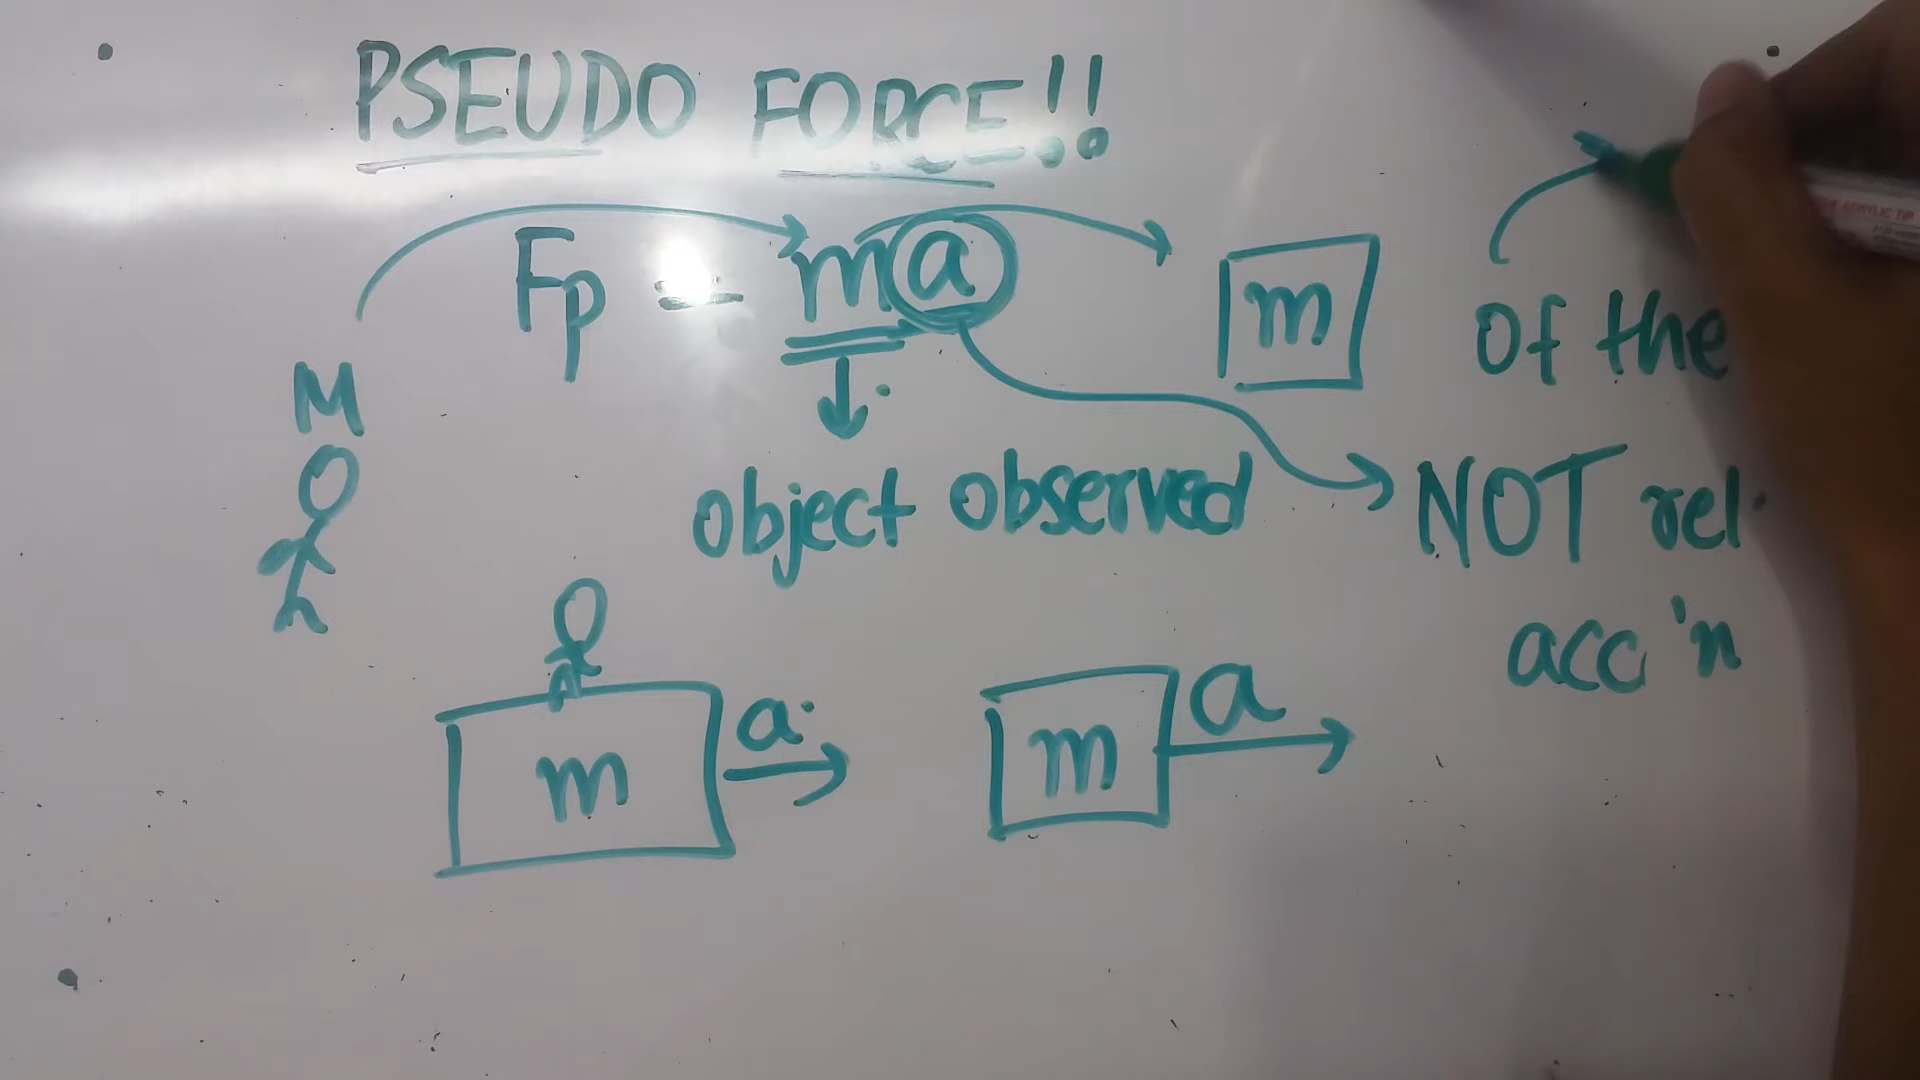 PSEUDO FORCE!!
Fp = ma
m
of the
M
object observed
NOT rel.
acc'n
m
a
m
a